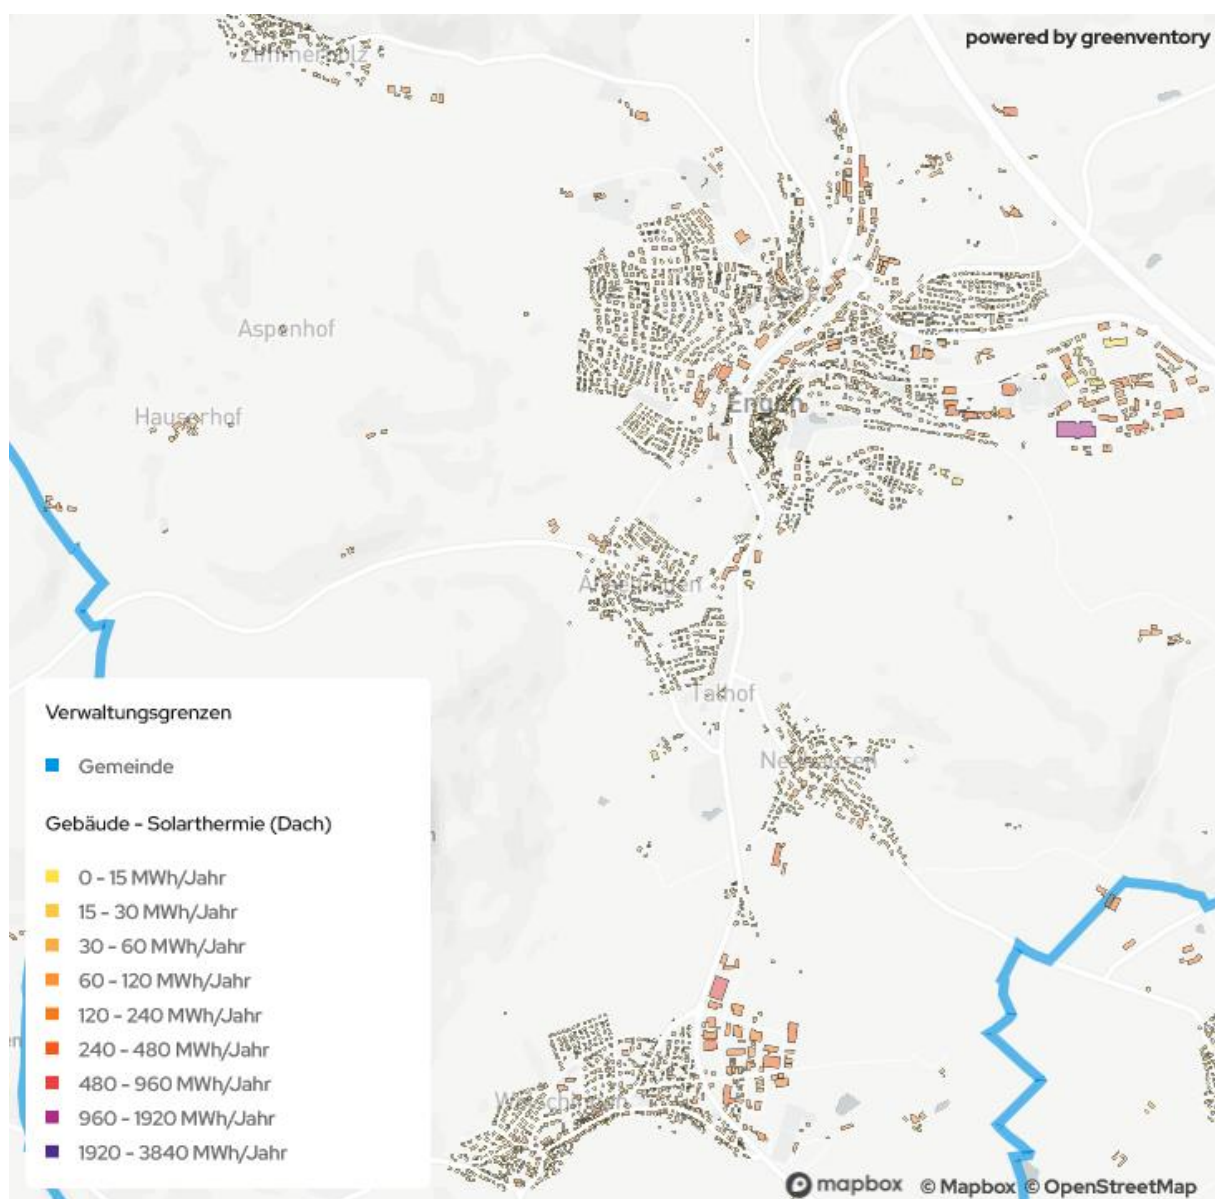 powered by greenventory
Zimmerholz
Aspenhof
Hauserhof
Engen
Talhof
Verwaltungsgrenzen
Gemeinde
Gebäude - Solarthermie (Dach)
0 - 15 MWh/Jahr
15 - 30 MWh/Jahr
30 - 60 MWh/Jahr
60 - 120 MWh/Jahr
120 - 240 MWh/Jahr
240 - 480 MWh/Jahr
480 - 960 MWh/Jahr
960 - 1920 MWh/Jahr
1920 - 3840 MWh/Jahr
mapbox © Mapbox © OpenStreetMap